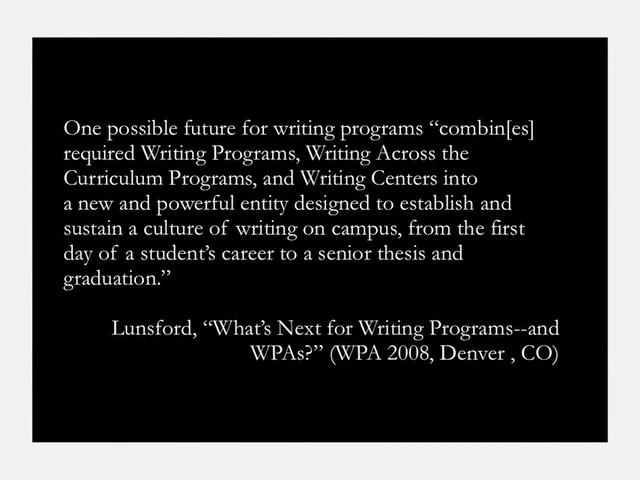 One possible future for writing programs “combin[es]
required Writing Programs, Writing Across the
Curriculum Programs, and Writing Centers into
a new and powerful entity designed to establish and
sustain a culture of writing on campus, from the first
day of a student’s career to a senior thesis and
graduation.”
Lunsford, “What’s Next for Writing Programs--and
WPAs?” (WPA 2008, Denver , CO)